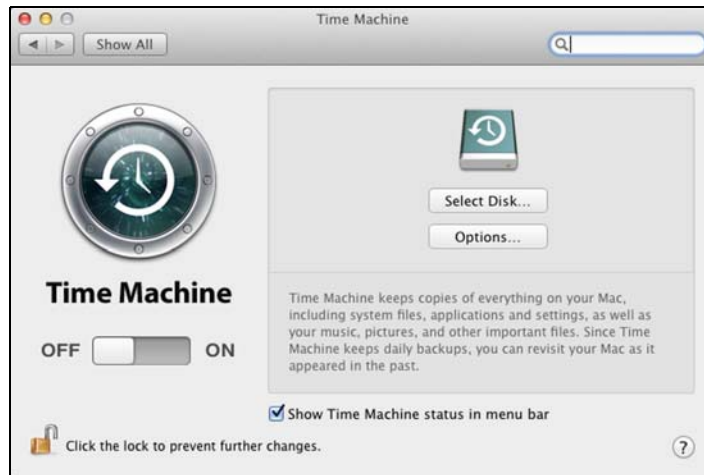 Time Machine
Show All
Select Disk...
Options...
Time Machine
OFF ON
Time Machine keeps copies of everything on your Mac,
including system files, applications and settings, as well as
your music, pictures, and other important files. Since Time
Machine keeps daily backups, you can revisit your Mac as it
appeared in the past.
Show Time Machine status in menu bar
Click the lock to prevent further changes.
?